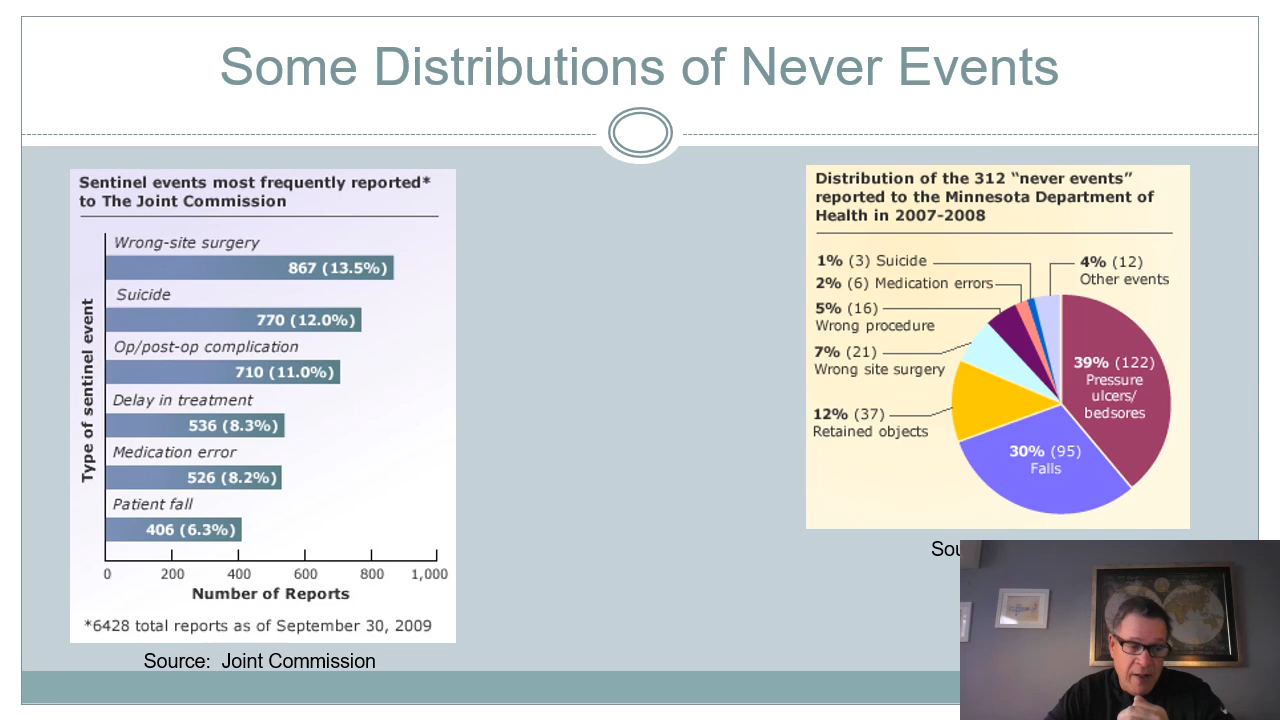 Some Distributions of Never Events
Sentinel events most frequently reported*
to The Joint Commission
Type of sentinel event
Wrong-site surgery
867 (13.5%)
Suicide
770 (12.0%)
Op/post-op complication
710 (11.0%)
Delay in treatment
536 (8.3%)
Medication error
526 (8.2%)
Patient fall
406 (6.3%)
0 200 400 600 800 1,000
Number of Reports
*6428 total reports as of September 30, 2009
Source: Joint Commission
Distribution of the 312 “never events”
reported to the Minnesota Department of
Health in 2007-2008
1% (3) Suicide
2% (6) Medication errors
5% (16)
Wrong procedure
7% (21)
Wrong site surgery
12% (37)
Retained objects
4% (12)
Other events
39% (122)
Pressure
ulcers/
bedsores
30% (95)
Falls